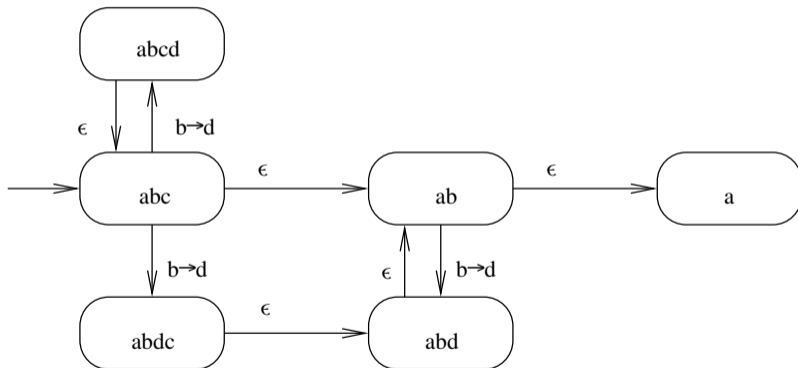 abcd
ϵ b→d
abc ϵ ab ϵ a
b→d ϵ b→d
abdc ϵ abd